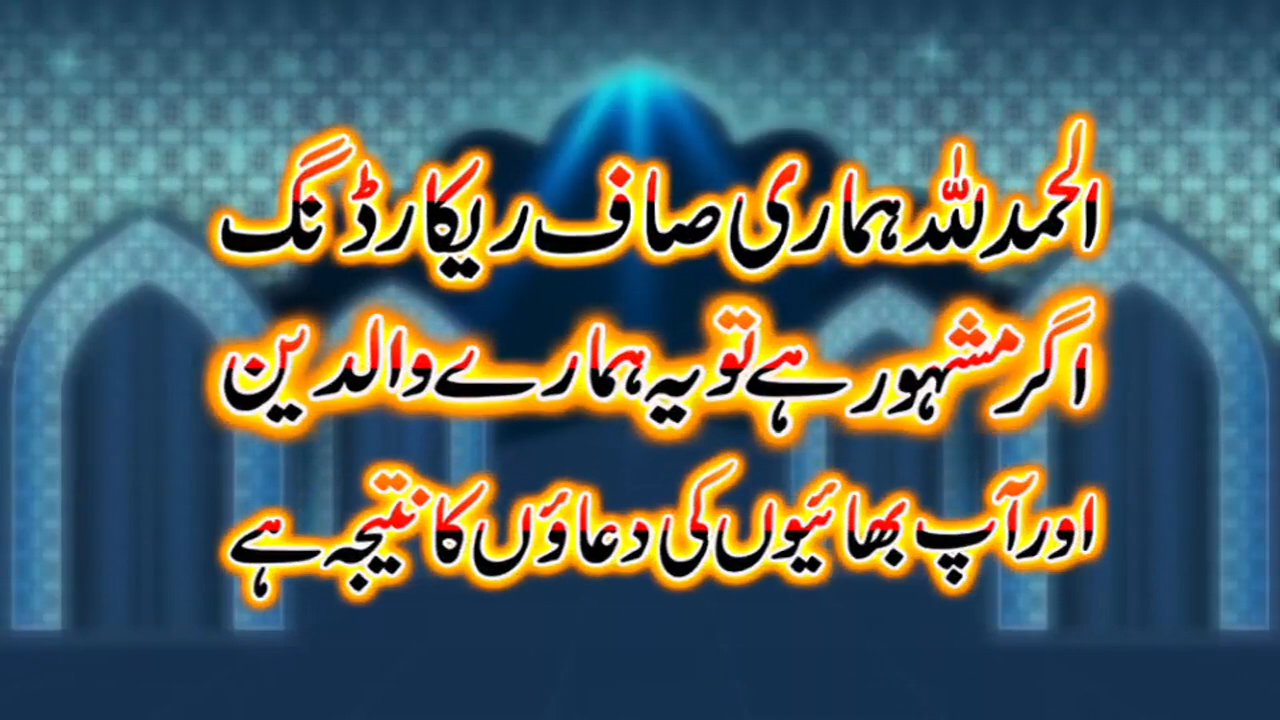 الحمدللہ ہماری صاف ریکارڈنگ
اگر مشہور ہے تو یہ ہمارے والدین
اور آپ بھائیوں کی دعاؤں کا نتیجہ ہے